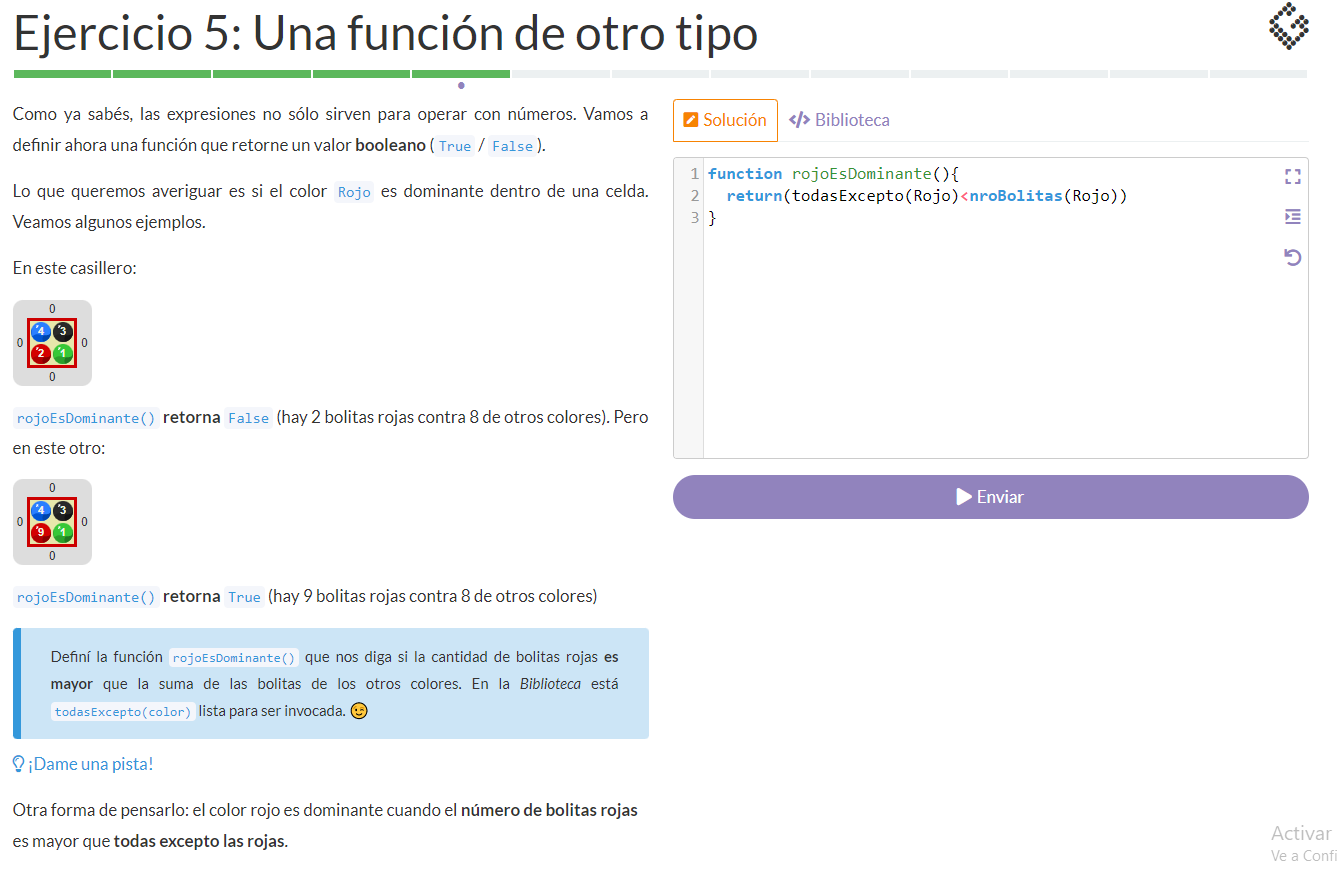 Ejercicio 5: Una función de otro tipo
Como ya sabés, las expresiones no sólo sirven para operar con números. Vamos a
definir ahora una función que retorne un valor booleano ( True / False ).
Lo que queremos averiguar es si el color Rojo es dominante dentro de una celda.
Veamos algunos ejemplos.
En este casillero:
0
4 3
0 0
2 1
0
rojoEsDominante() retorna False (hay 2 bolitas rojas contra 8 de otros colores). Pero
en este otro:
0
4 3
0 0
9 1
0
rojoEsDominante() retorna True (hay 9 bolitas rojas contra 8 de otros colores)
Definí la función rojoEsDominante() que nos diga si la cantidad de bolitas rojas es
mayor que la suma de las bolitas de los otros colores. En la Biblioteca está
todasExcepto(color) lista para ser invocada. 😉
¡Dame una pista!
Otra forma de pensarlo: el color rojo es dominante cuando el número de bolitas rojas
es mayor que todas excepto las rojas.
Solución </> Biblioteca
1 function rojoEsDominante(){
2 return(todasExcepto(Rojo)<nroBolitas(Rojo))
3 }
Enviar
Activar
Ve a Confi